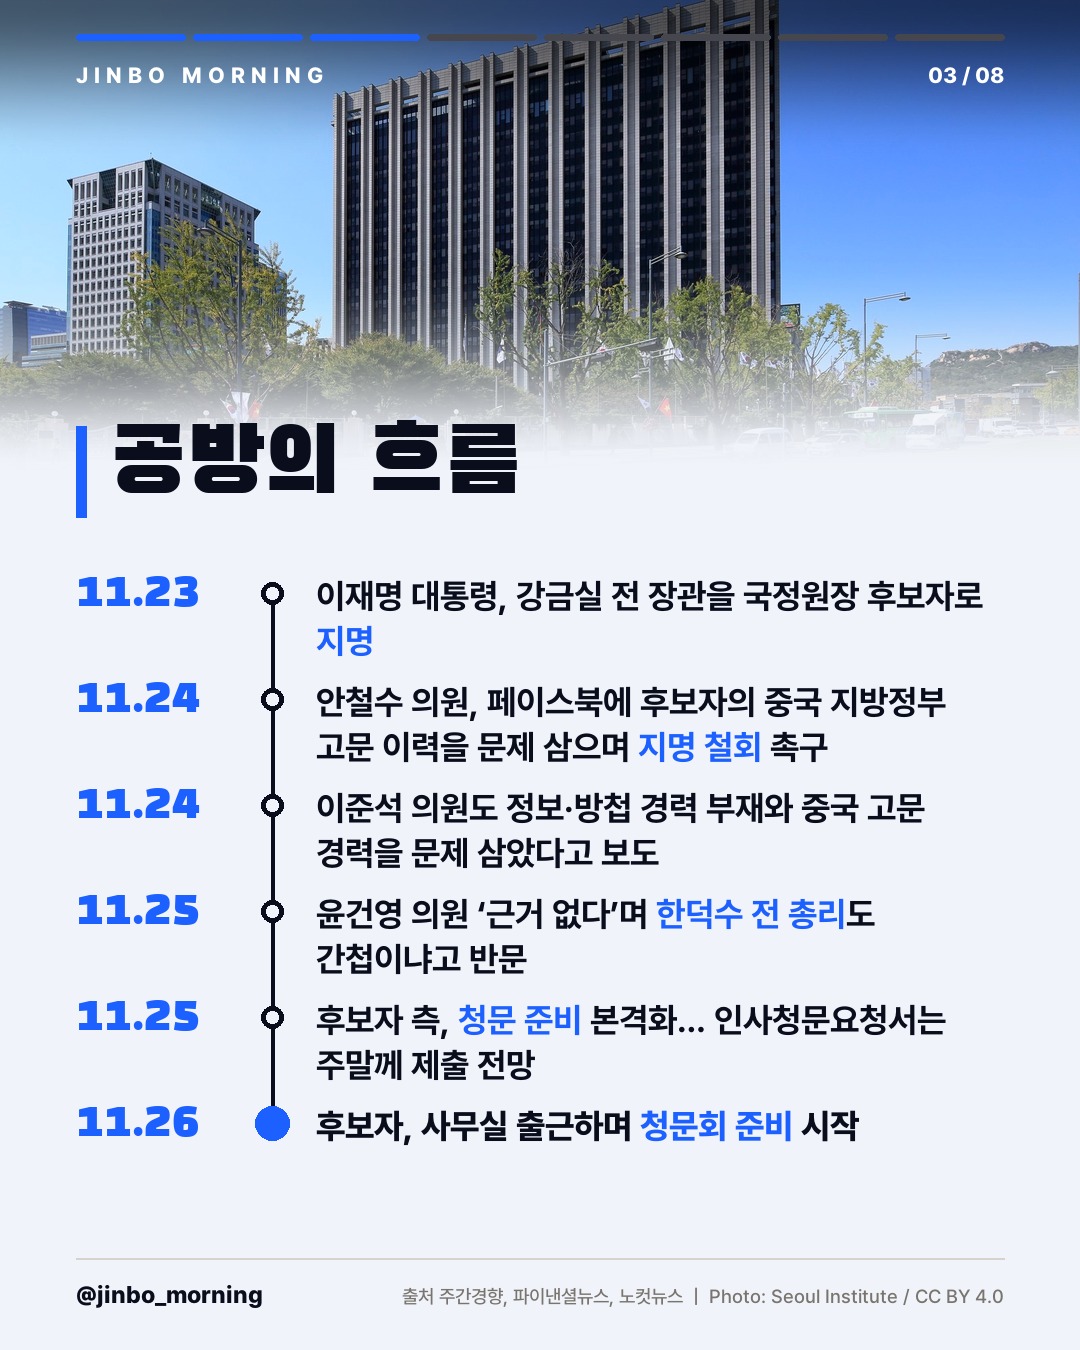 JINBO MORNING
03 / 08
공방의 흐름
11.23
이재명 대통령, 강금실 전 장관을 국정원장 후보자로
지명
11.24
안철수 의원, 페이스북에 후보자의 중국 지방정부
고문 이력을 문제 삼으며 지명 철회 촉구
11.24
이준석 의원도 정보·방첩 경력 부재와 중국 고문
경력을 문제 삼았다고 보도
11.25
윤건영 의원 ‘근거 없다’며 한덕수 전 총리도
간첩이냐고 반문
11.25
후보자 측, 청문 준비 본격화... 인사청문요청서는
주말께 제출 전망
11.26
후보자, 사무실 출근하며 청문회 준비 시작
@jinbo_morning
출처 주간경향, 파이낸셜뉴스, 노컷뉴스 | Photo: Seoul Institute / CC BY 4.0